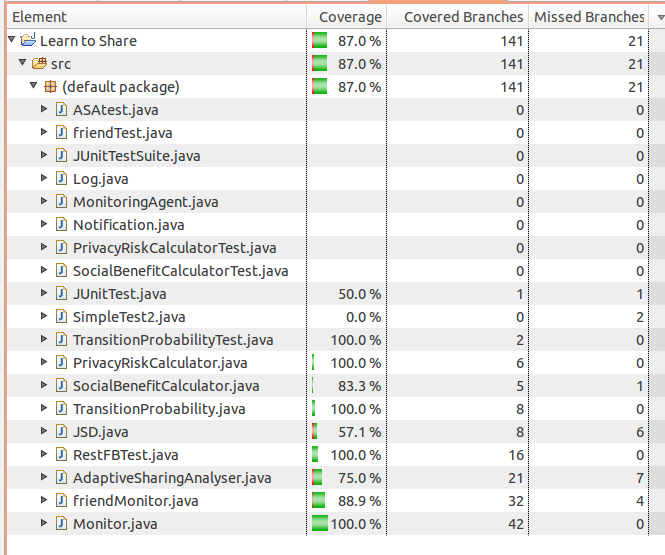 Element Coverage Covered Branches Missed Branches
Learn to Share 87.0 % 141 21
src 87.0 % 141 21
(default package) 87.0 % 141 21
ASAtest.java 0 0
friendTest.java 0 0
JUnitTestSuite.java 0 0
Log.java 0 0
MonitoringAgent.java 0 0
Notification.java 0 0
PrivacyRiskCalculatorTest.java 0 0
SocialBenefitCalculatorTest.java 0 0
JUnitTest.java 50.0 % 1 1
SimpleTest2.java 0.0 % 0 2
TransitionProbabilityTest.java 100.0 % 2 0
PrivacyRiskCalculator.java 100.0 % 6 0
SocialBenefitCalculator.java 83.3 % 5 1
TransitionProbability.java 100.0 % 8 0
JSD.java 57.1 % 8 6
RestFBTest.java 100.0 % 16 0
AdaptiveSharingAnalyser.java 75.0 % 21 7
friendMonitor.java 88.9 % 32 4
Monitor.java 100.0 % 42 0